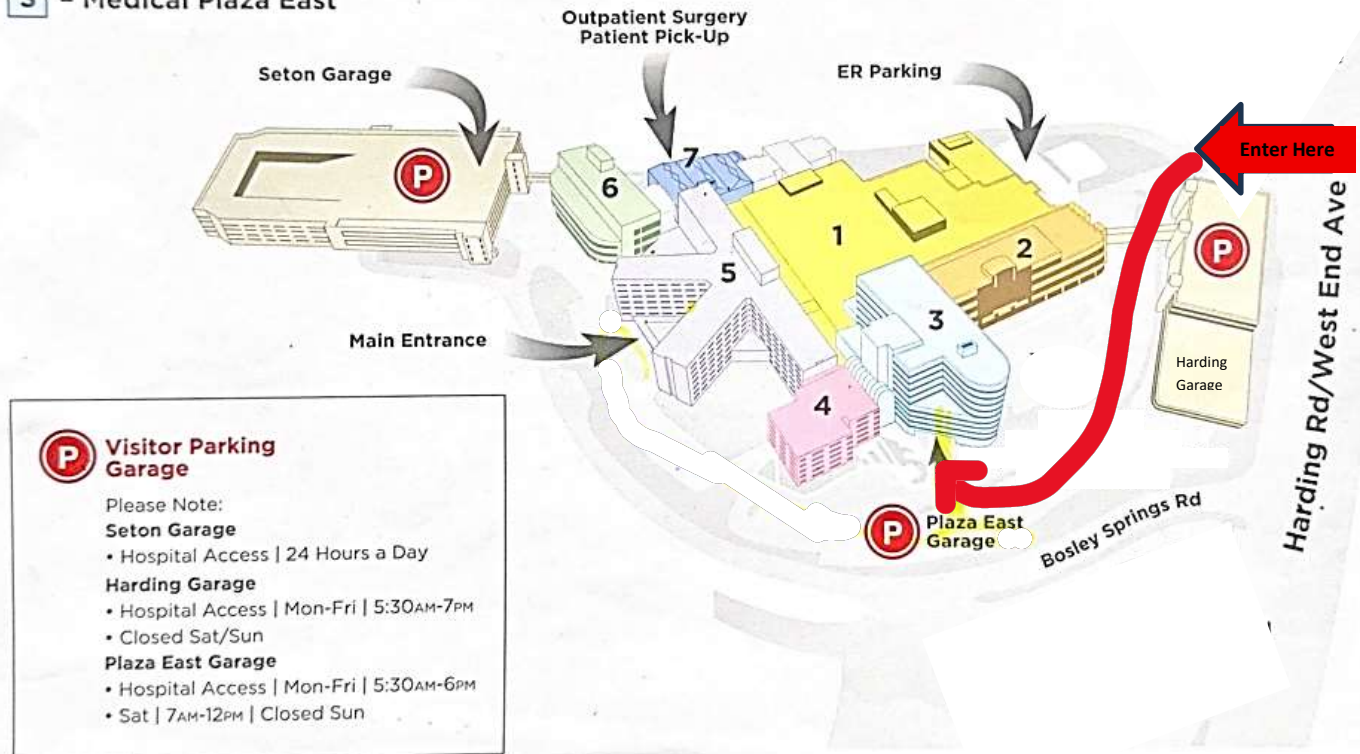 3 – Medical Plaza East
Outpatient Surgery
Patient Pick-Up
Seton Garage
ER Parking
Enter Here
P
7
6
1
2
P
5
3
Main Entrance
Harding
Garage
4
Harding Rd/West End Ave
P Visitor Parking
Garage
Please Note:
Seton Garage
• Hospital Access | 24 Hours a Day
Harding Garage
• Hospital Access | Mon-Fri | 5:30AM-7PM
• Closed Sat/Sun
Plaza East Garage
• Hospital Access | Mon-Fri | 5:30AM-6PM
• Sat | 7AM-12PM | Closed Sun
P Plaza East
Garage
Bosley Springs Rd